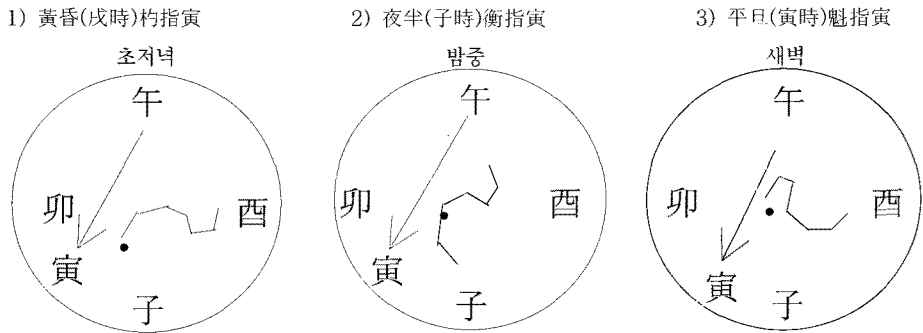 1) 黃昏(戌時)杓指寅
초저녁
午
卯
酉
寅
子
2) 夜半(子時)衡指寅
밤중
午
卯
酉
寅
子
3) 平旦(寅時)魁指寅
새벽
午
卯
酉
寅
子